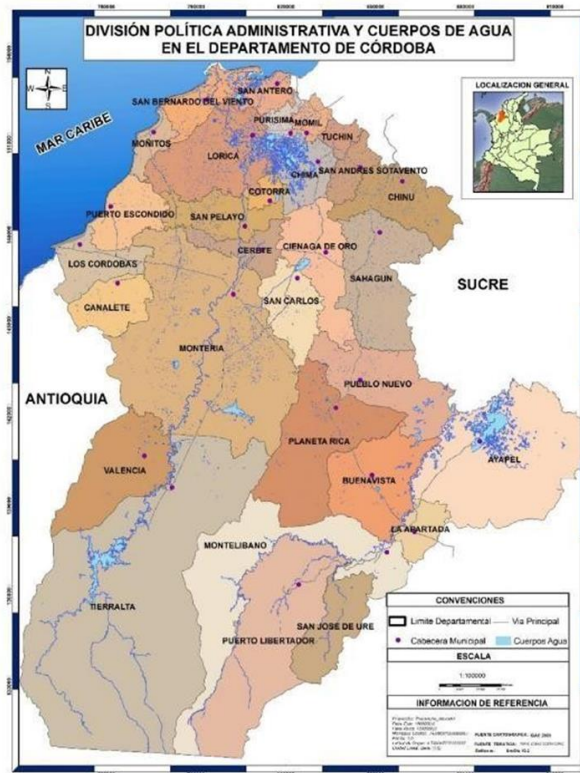 DIVISIÓN POLÍTICA ADMINISTRATIVA Y CUERPOS DE AGUA
EN EL DEPARTAMENTO DE CÓRDOBA
N
W
E
S
LOCALIZACION GENERAL
MAR CARIBE
SAN ANTERO
SAN BERNARDO DEL VIENTO
PURISIMA
MOMIL
MOÑITOS
TUCHIN
LORICA
CHIMA
SAN ANDRES SOTAVENTO
COTORRA
CHINU
PUERTO ESCONDIDO
SAN PELAYO
CERETE
CIENAGA DE ORO
LOS CORDOBAS
SAHAGUN
SUCRE
CANALETE
SAN CARLOS
MONTERIA
PUEBLO NUEVO
ANTIOQUIA
PLANETA RICA
VALENCIA
BUENAVISTA
AYAPEL
LA APARTADA
MONTELIBANO
TIERRALTA
SAN JOSE DE URE
PUERTO LIBERTADOR
CONVENCIONES
Limite Departamental
Via Principal
Cabecera Municipal
Cuerpos Agua
ESCALA
1:100000
INFORMACION DE REFERENCIA